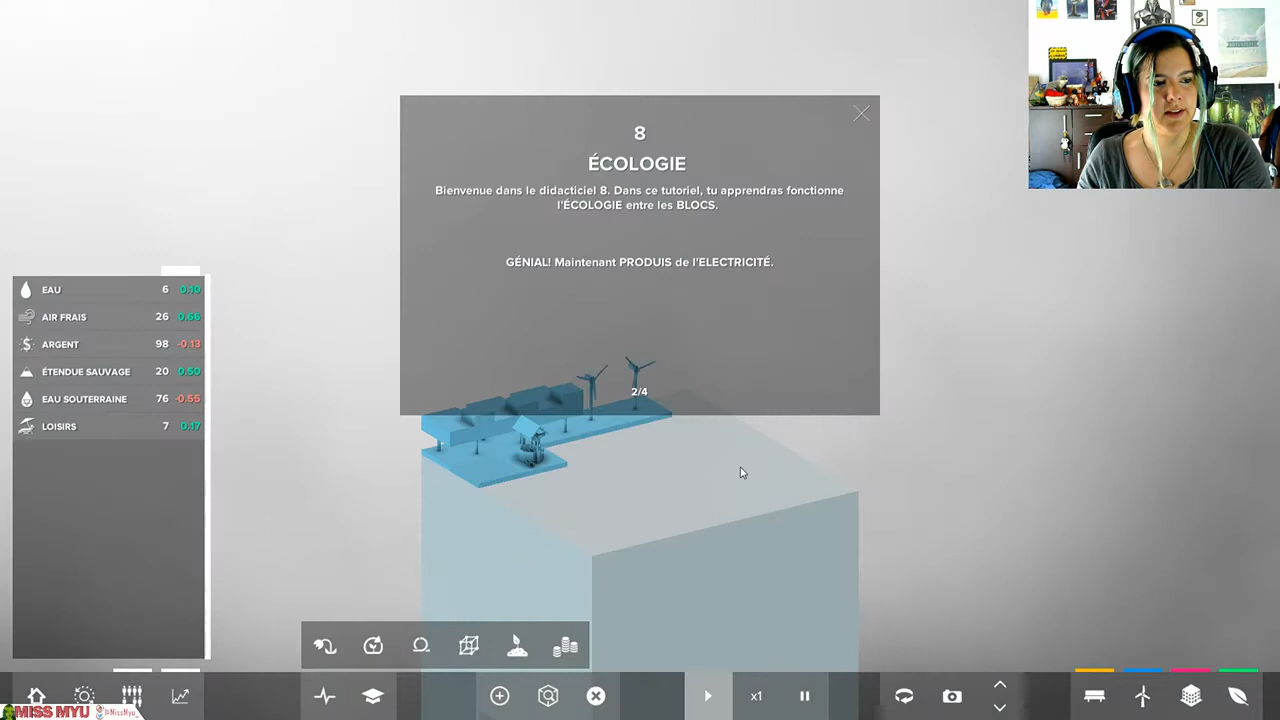 8
ÉCOLOGIE
Bienvenue dans le didacticiel 8. Dans ce tutoriel, tu apprendras fonctionne
l'ÉCOLOGIE entre les BLOCS.
GÉNIAL! Maintenant PRODUIS de l'ELECTRICITÉ.
2/4
EAU 6 0.10
AIR FRAIS 26 0.66
ARGENT 98 -0.13
ÉTENDUE SAUVAGE 20 0.50
EAU SOUTERRAINE 76 -0.55
LOISIRS 7 0.17
x1
MISS MYU @MissMyu_